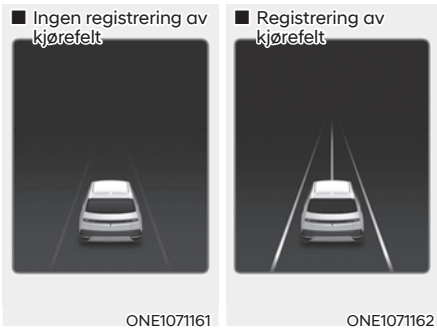 ■ Ingen registrering av
kjørefelt
ONE1071161
■ Registrering av
kjørefelt
ONE1071162